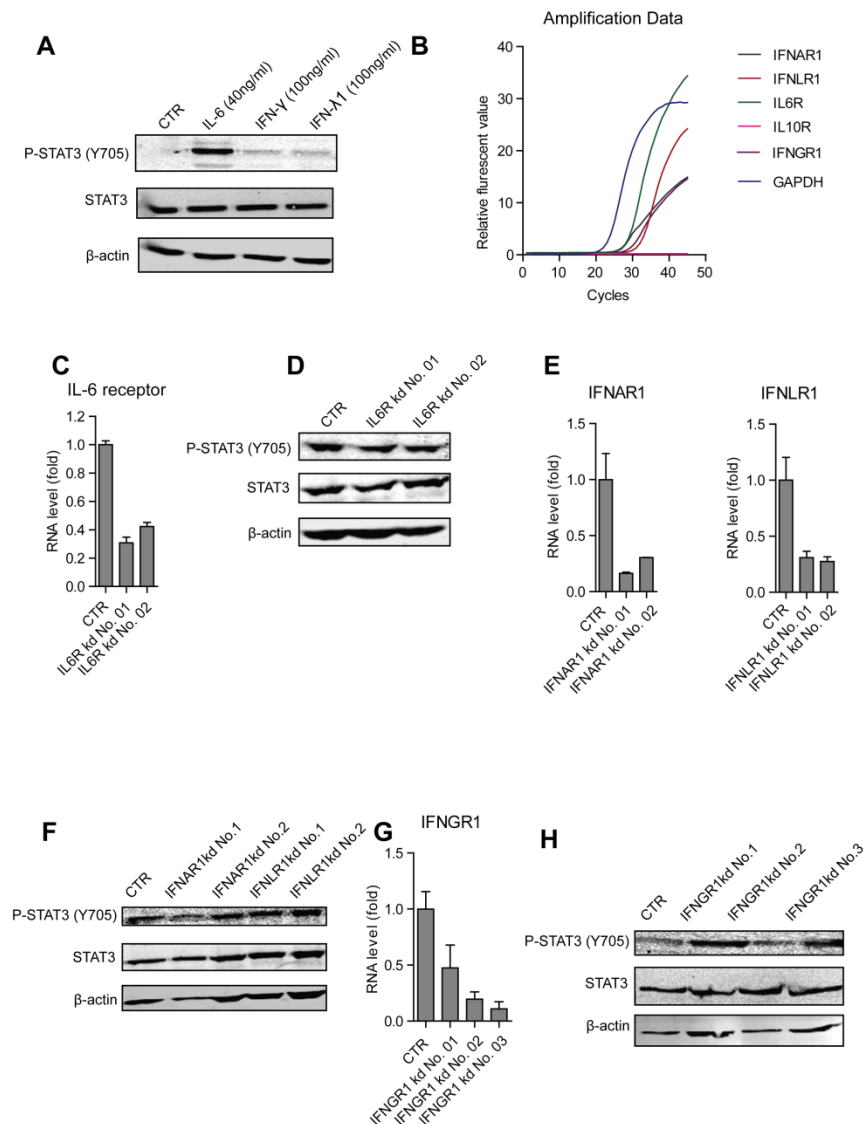 A
CTR
IL-6 (40ng/ml)
IFN-γ (100ng/ml)
IFN-λ1 (100ng/ml)
P-STAT3 (Y705)
STAT3
β-actin
B
Amplification Data
Relative flurescent value
40
30
20
10
0
0
10
20
30
40
50
Cycles
IFNAR1
IFNLR1
IL6R
IL10R
IFNGR1
GAPDH
C
IL-6 receptor
RNA level (fold)
1.2
1.0
0.8
0.6
0.4
0.2
0.0
CTR
IL6R kd No. 01
IL6R kd No. 02
D
CTR
IL6R kd No. 01
IL6R kd No. 02
P-STAT3 (Y705)
STAT3
β-actin
E
IFNAR1
RNA level (fold)
1.5
1.0
0.5
0.0
CTR
IFNAR1 kd No. 01
IFNAR1 kd No. 02
IFNLR1
RNA level (fold)
1.5
1.0
0.5
0.0
CTR
IFNLR1 kd No. 01
IFNLR1 kd No. 02
F
CTR
IFNAR1kd No.1
IFNAR1kd No.2
IFNLR1kd No.1
IFNLR1kd No.2
P-STAT3 (Y705)
STAT3
β-actin
G
IFNGR1
RNA level (fold)
1.5
1.0
0.5
0.0
CTR
IFNGR1 kd No. 01
IFNGR1 kd No. 02
IFNGR1 kd No. 03
H
CTR
IFNGR1kd No.1
IFNGR1kd No.2
IFNGR1kd No.3
P-STAT3 (Y705)
STAT3
β-actin